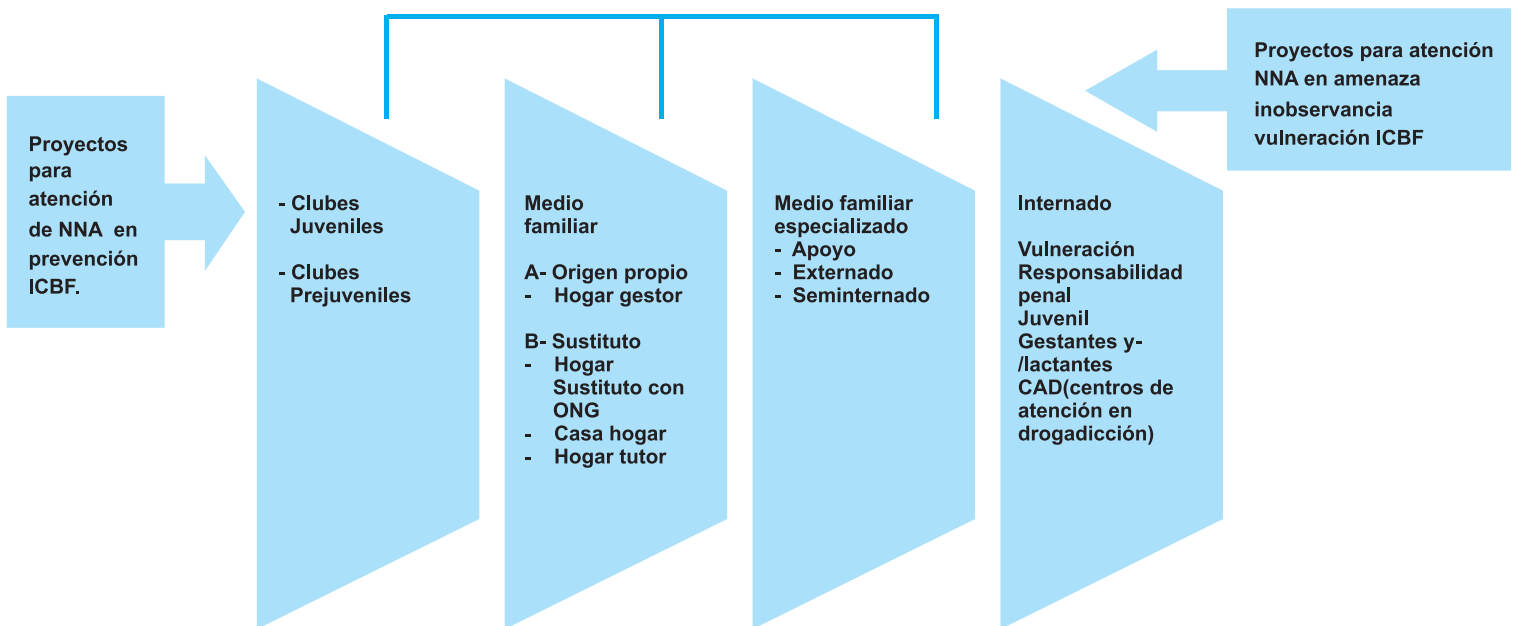 Proyectos
para
atención
de NNA en
prevención
ICBF.
- Clubes
Juveniles
- Clubes
Prejuveniles
Medio
familiar
A- Origen propio
- Hogar gestor
B- Sustituto
- Hogar
Sustituto con
ONG
- Casa hogar
- Hogar tutor
Medio familiar
especializado
- Apoyo
- Externado
- Seminternado
Internado
Vulneración
Responsabilidad
penal
Juvenil
Gestantes y-
/lactantes
CAD(centros de
atención en
drogadicción)
Proyectos para atención
NNA en amenaza
inobservancia
vulneración ICBF